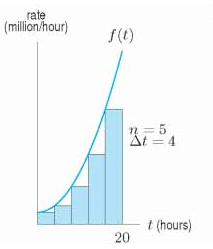 rate
(million/hour)
f(t)
n = 5
Δt = 4
t (hours)
20